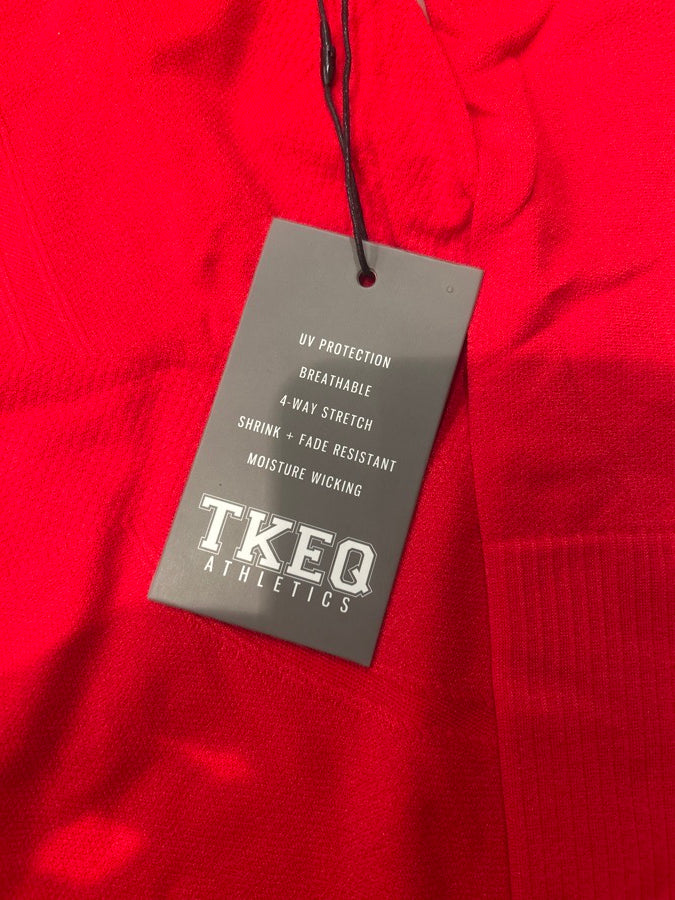 UV PROTECTION
BREATHABLE
4-WAY STRETCH
SHRINK + FADE RESISTANT
MOISTURE WICKING
TKEQ
ATHLETICS